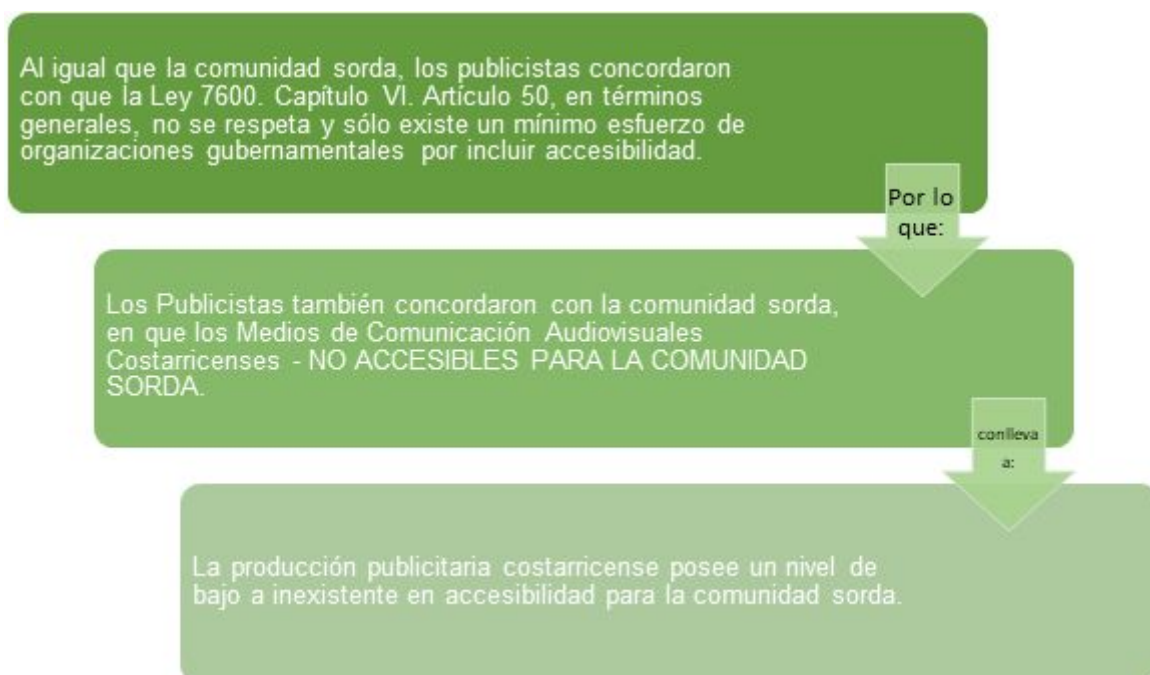 Al igual que la comunidad sorda, los publicistas concordaron
con que la Ley 7600. Capítulo VI. Artículo 50, en términos
generales, no se respeta y sólo existe un mínimo esfuerzo de
organizaciones gubernamentales por incluir accesibilidad.
Por lo
que:
Los Publicistas también concordaron con la comunidad sorda,
en que los Medios de Comunicación Audiovisuales
Costarricenses - NO ACCESIBLES PARA LA COMUNIDAD
SORDA.
conlleva
a:
La producción publicitaria costarricense posee un nivel de
bajo a inexistente en accesibilidad para la comunidad sorda.